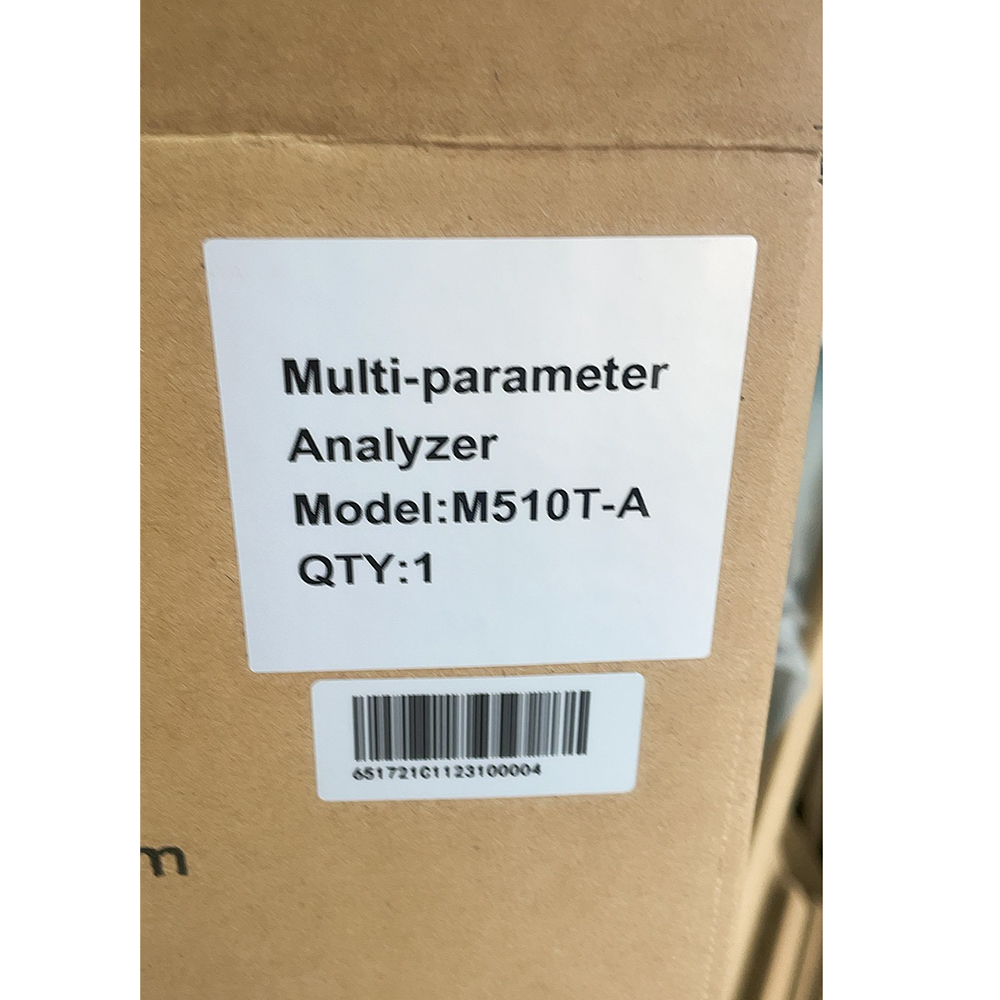 Multi-parameter
Analyzer
Model:M510T-A
QTY:1
651721C1123100004
m